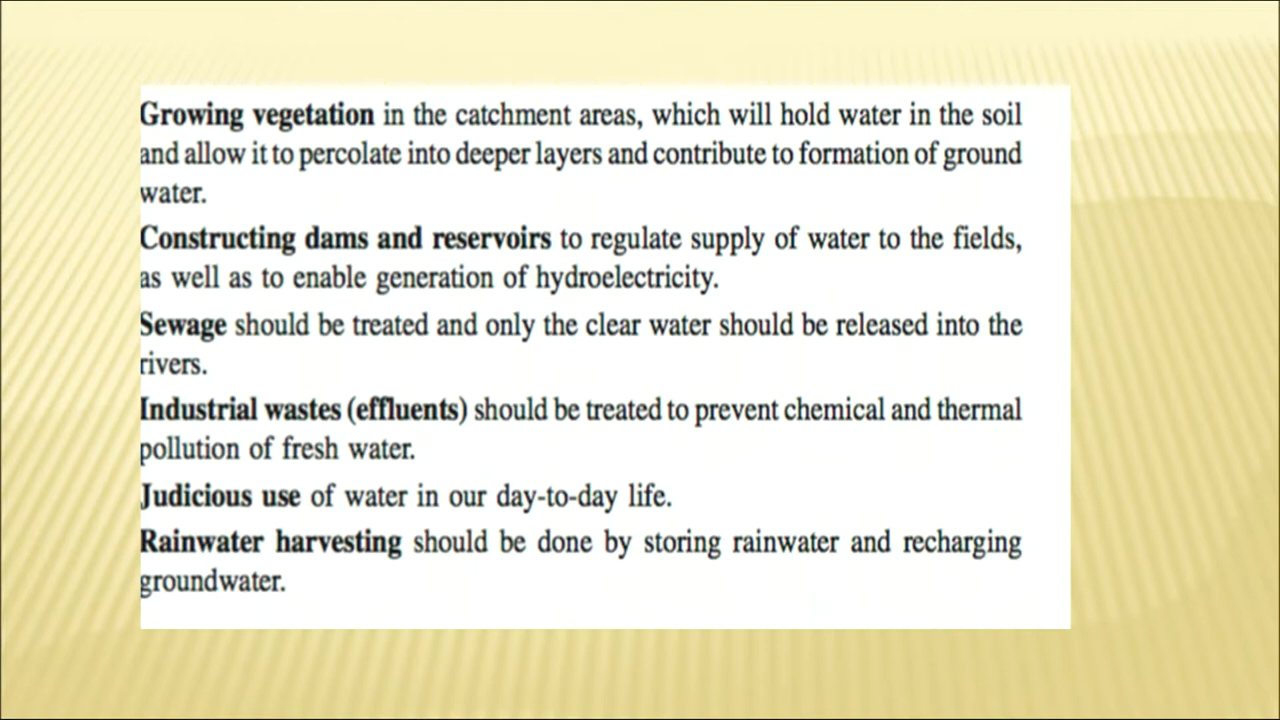 Growing vegetation in the catchment areas, which will hold water in the soil
and allow it to percolate into deeper layers and contribute to formation of ground
water.
Constructing dams and reservoirs to regulate supply of water to the fields,
as well as to enable generation of hydroelectricity.
Sewage should be treated and only the clear water should be released into the
rivers.
Industrial wastes (effluents) should be treated to prevent chemical and thermal
pollution of fresh water.
Judicious use of water in our day-to-day life.
Rainwater harvesting should be done by storing rainwater and recharging
groundwater.